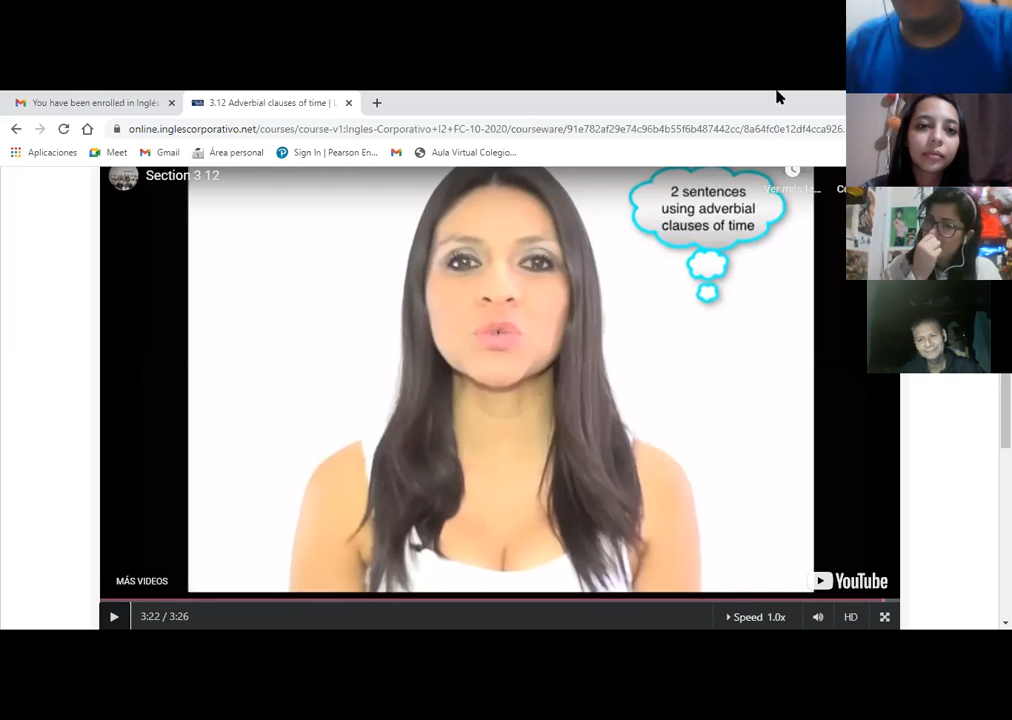 You have been enrolled in Inglés
3.12 Adverbial clauses of time | I.
online.inglescorporativo.net/courses/course-v1:Ingles-Corporativo+I2+FC-10-2020/courseware/91e782af29e74c96b4b55f6b487442cc/8a64fc0e12df4cca926.
Aplicaciones
Meet
Gmail
Área personal
Sign In | Pearson En...
Aula Virtual Colegio...
Section 3 12
Ver más ta...
2 sentences
using adverbial
clauses of time
MÁS VIDEOS
YouTube
3:22 / 3:26
Speed 1.0x
HD